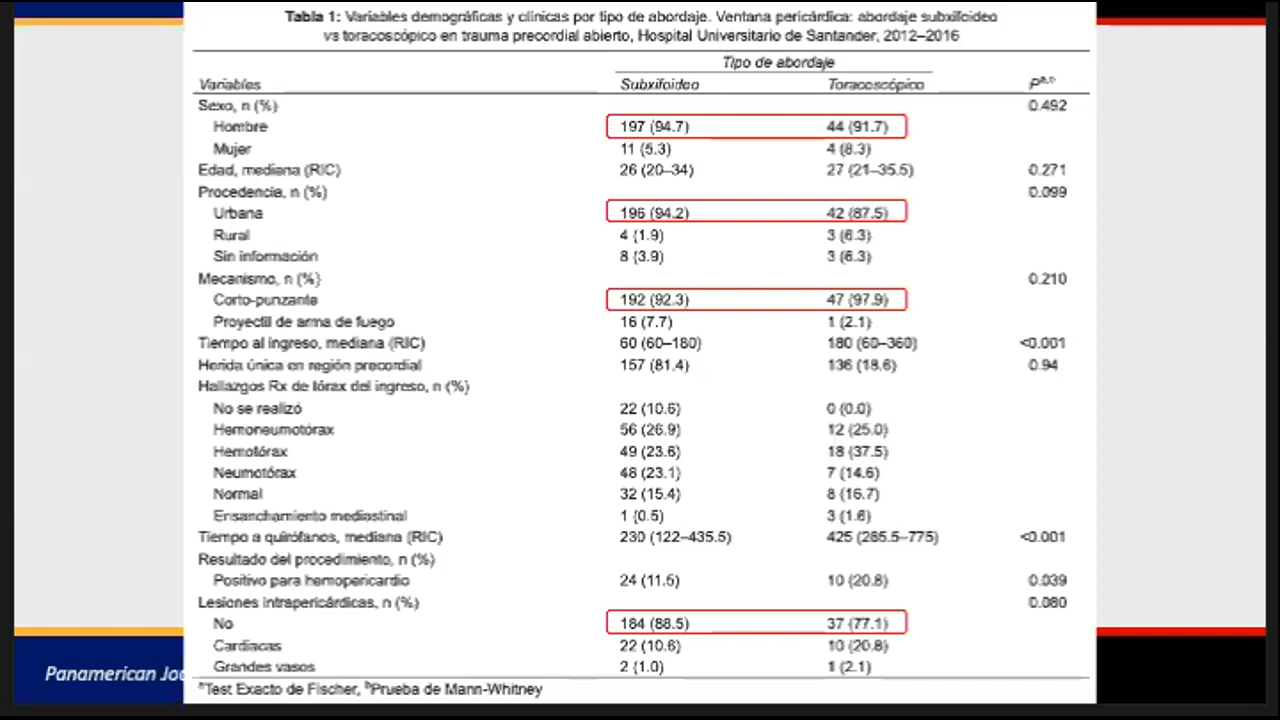 Tabla 1: Variables demográficas y clínicas por tipo de abordaje. Ventana pericárdica: abordaje subxifoideo
vs toracoscópico en trauma precordial abierto, Hospital Universitario de Santander, 2012–2016
Tipo de abordaje
Variables Subxifoideo Toracoscópico Pa,b
Sexo, n (%) 0.492
Hombre 197 (94.7) 44 (91.7)
Mujer 11 (5.3) 4 (8.3)
Edad, mediana (RIC) 26 (20–34) 27 (21–35.5) 0.271
Procedencia, n (%) 0.099
Urbana 196 (94.2) 42 (87.5)
Rural 4 (1.9) 3 (6.3)
Sin información 8 (3.9) 3 (6.3)
Mecanismo, n (%) 0.210
Corto-punzante 192 (92.3) 47 (97.9)
Proyectil de arma de fuego 16 (7.7) 1 (2.1)
Tiempo al ingreso, mediana (RIC) 60 (60–180) 180 (60–360) <0.001
Herida única en región precordial 157 (81.4) 136 (18.6) 0.94
Hallazgos Rx de tórax del ingreso, n (%)
No se realizó 22 (10.6) 0 (0.0)
Hemoneumotórax 56 (26.9) 12 (25.0)
Hemotórax 49 (23.6) 18 (37.5)
Neumotórax 48 (23.1) 7 (14.6)
Normal 32 (15.4) 8 (16.7)
Ensanchamiento mediastinal 1 (0.5) 3 (1.6)
Tiempo a quirófanos, mediana (RIC) 230 (122–435.5) 425 (285.5–775) <0.001
Resultado del procedimiento, n (%)
Positivo para hemopericardio 24 (11.5) 10 (20.8) 0.039
Lesiones intrapericárdicas, n (%) 0.080
No 184 (88.5) 37 (77.1)
Cardíacas 22 (10.6) 10 (20.8)
Grandes vasos 2 (1.0) 1 (2.1)
aTest Exacto de Fischer, bPrueba de Mann-Whitney
Panamerican Jou